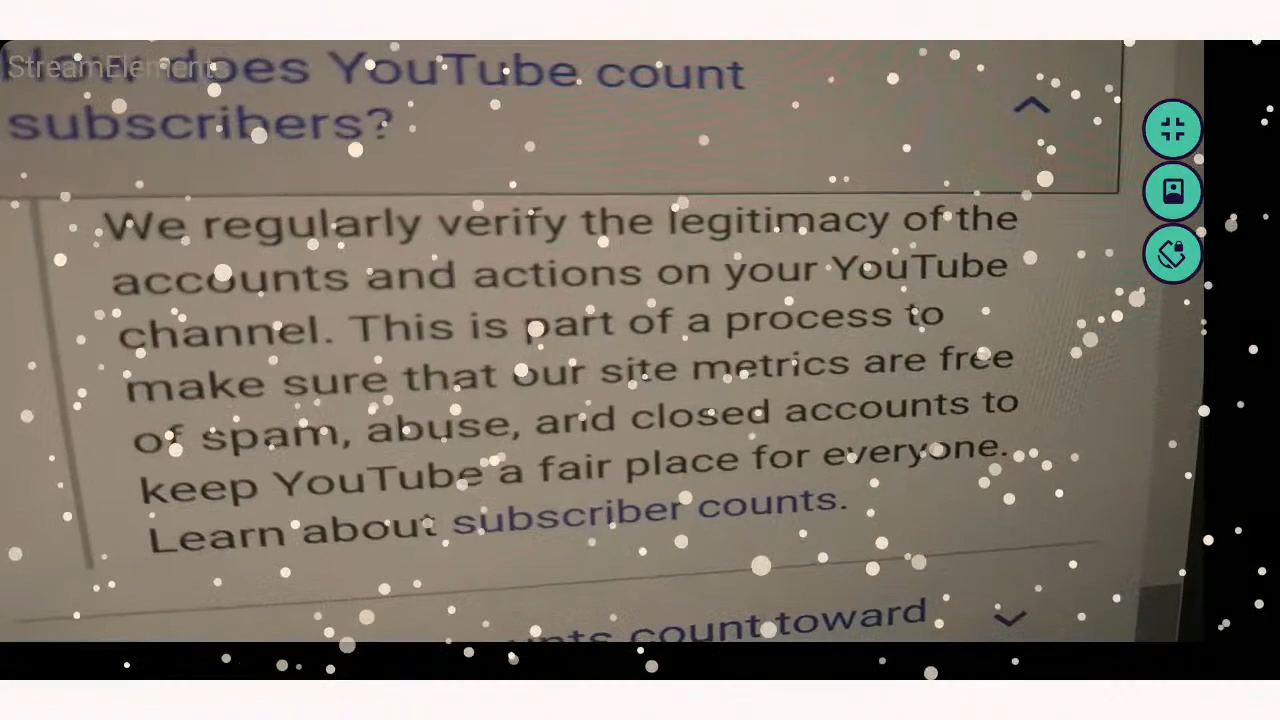 StreamElements
How does YouTube count
subscribers?
We regularly verify the legitimacy of the
accounts and actions on your YouTube
channel. This is part of a process to
make sure that our site metrics are free
of spam, abuse, and closed accounts to
keep YouTube a fair place for everyone.
Learn about subscriber counts.
count toward